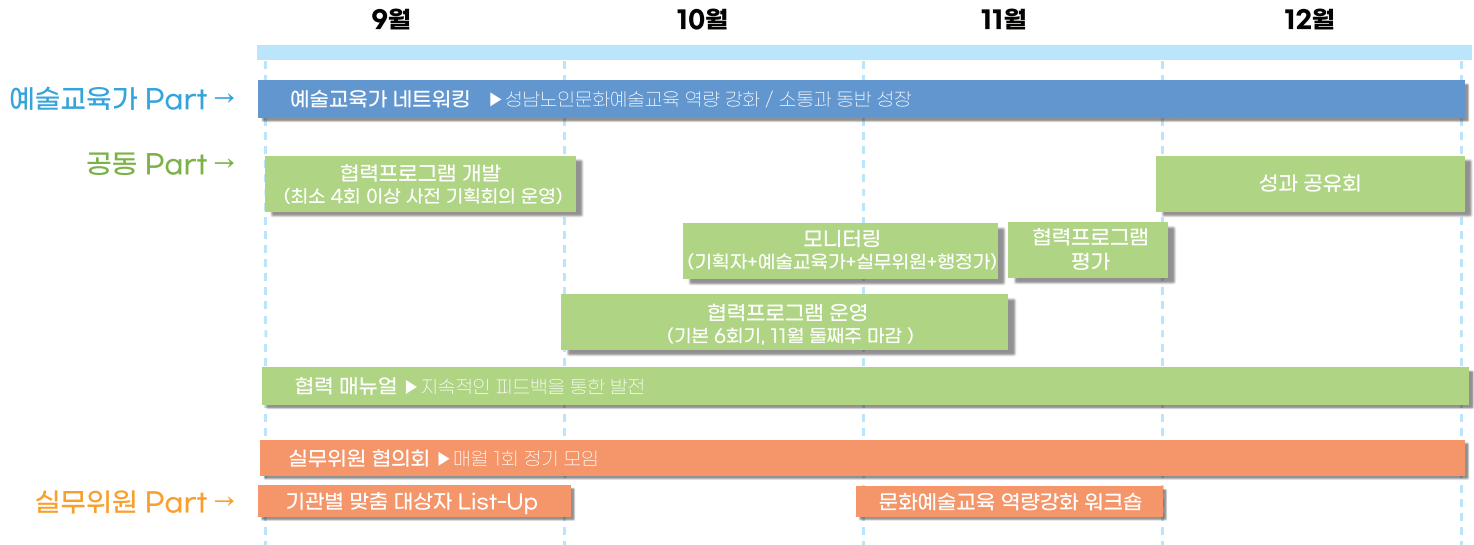 9월 10월 11월 12월
예술교육가 Part → 예술교육가 네트워킹 ▶성남노인문화예술교육 역량 강화 / 소통과 동반 성장
공동 Part →
협력프로그램 개발
(최소 4회 이상 사전 기획회의 운영)
성과 공유회
모니터링
(기획자+예술교육가+실무위원+행정가)
협력프로그램
평가
협력프로그램 운영
(기본 6회기, 11월 둘째주 마감 )
협력 매뉴얼 ▶지속적인 피드백을 통한 발전
실무위원 협의회 ▶매월 1회 정기 모임
실무위원 Part → 기관별 맞춤 대상자 List-Up
문화예술교육 역량강화 워크숍